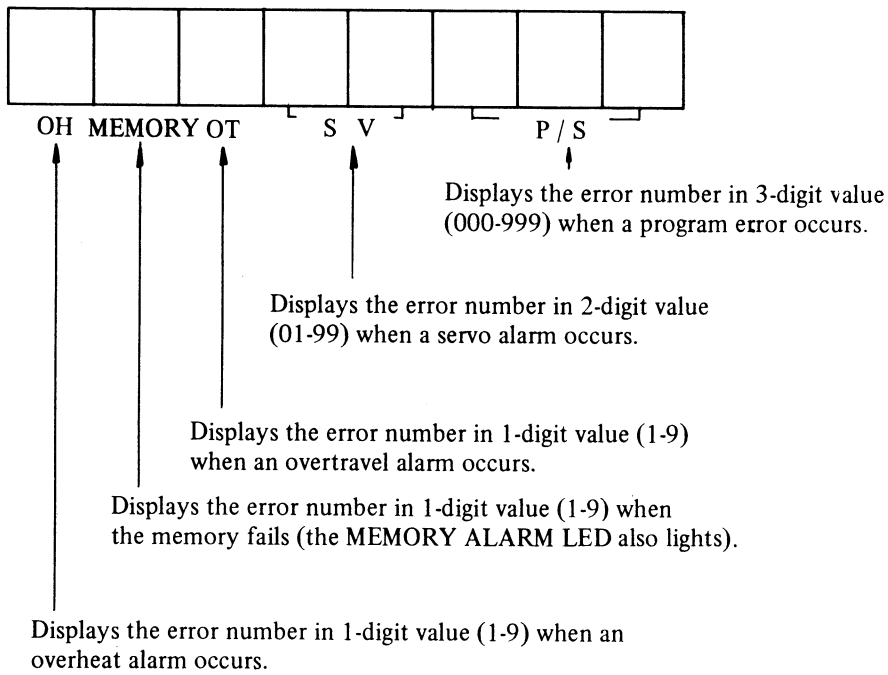 OH MEMORY OT S V P / S
Displays the error number in 3-digit value
(000-999) when a program error occurs.
Displays the error number in 2-digit value
(01-99) when a servo alarm occurs.
Displays the error number in 1-digit value (1-9)
when an overtravel alarm occurs.
Displays the error number in 1-digit value (1-9) when
the memory fails (the MEMORY ALARM LED also lights).
Displays the error number in 1-digit value (1-9) when an
overheat alarm occurs.